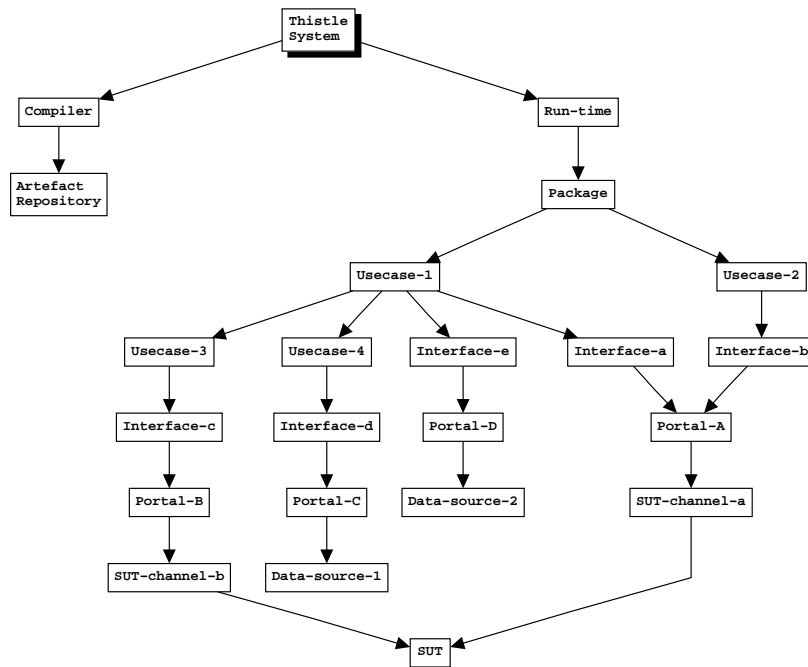 Thistle
System
Compiler
Run-time
Artefact
Repository
Package
Usecase-1
Usecase-2
Usecase-3
Usecase-4
Interface-e
Interface-a
Interface-b
Interface-c
Interface-d
Portal-D
Portal-A
Portal-B
Portal-C
Data-source-2
SUT-channel-a
SUT-channel-b
Data-source-1
SUT